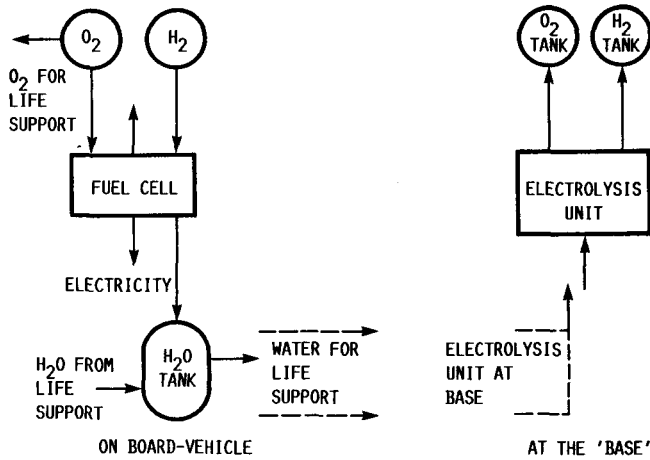 O2
H2
O2 FOR
LIFE
SUPPORT
FUEL CELL
ELECTRICITY
H2O FROM
LIFE
SUPPORT
H2O
TANK
WATER FOR
LIFE
SUPPORT
ON BOARD-VEHICLE
O2
TANK
H2
TANK
ELECTROLYSIS
UNIT
ELECTROLYSIS
UNIT AT
BASE
AT THE 'BASE'